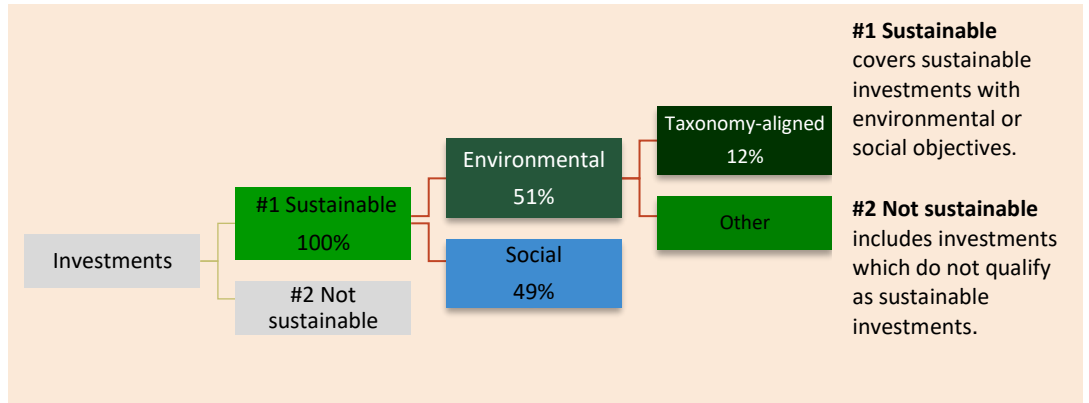 Investments
#1 Sustainable
100%
#2 Not
sustainable
Environmental
51%
Social
49%
Taxonomy-aligned
12%
Other
#1 Sustainable
covers sustainable
investments with
environmental or
social objectives.
#2 Not sustainable
includes investments
which do not qualify
as sustainable
investments.